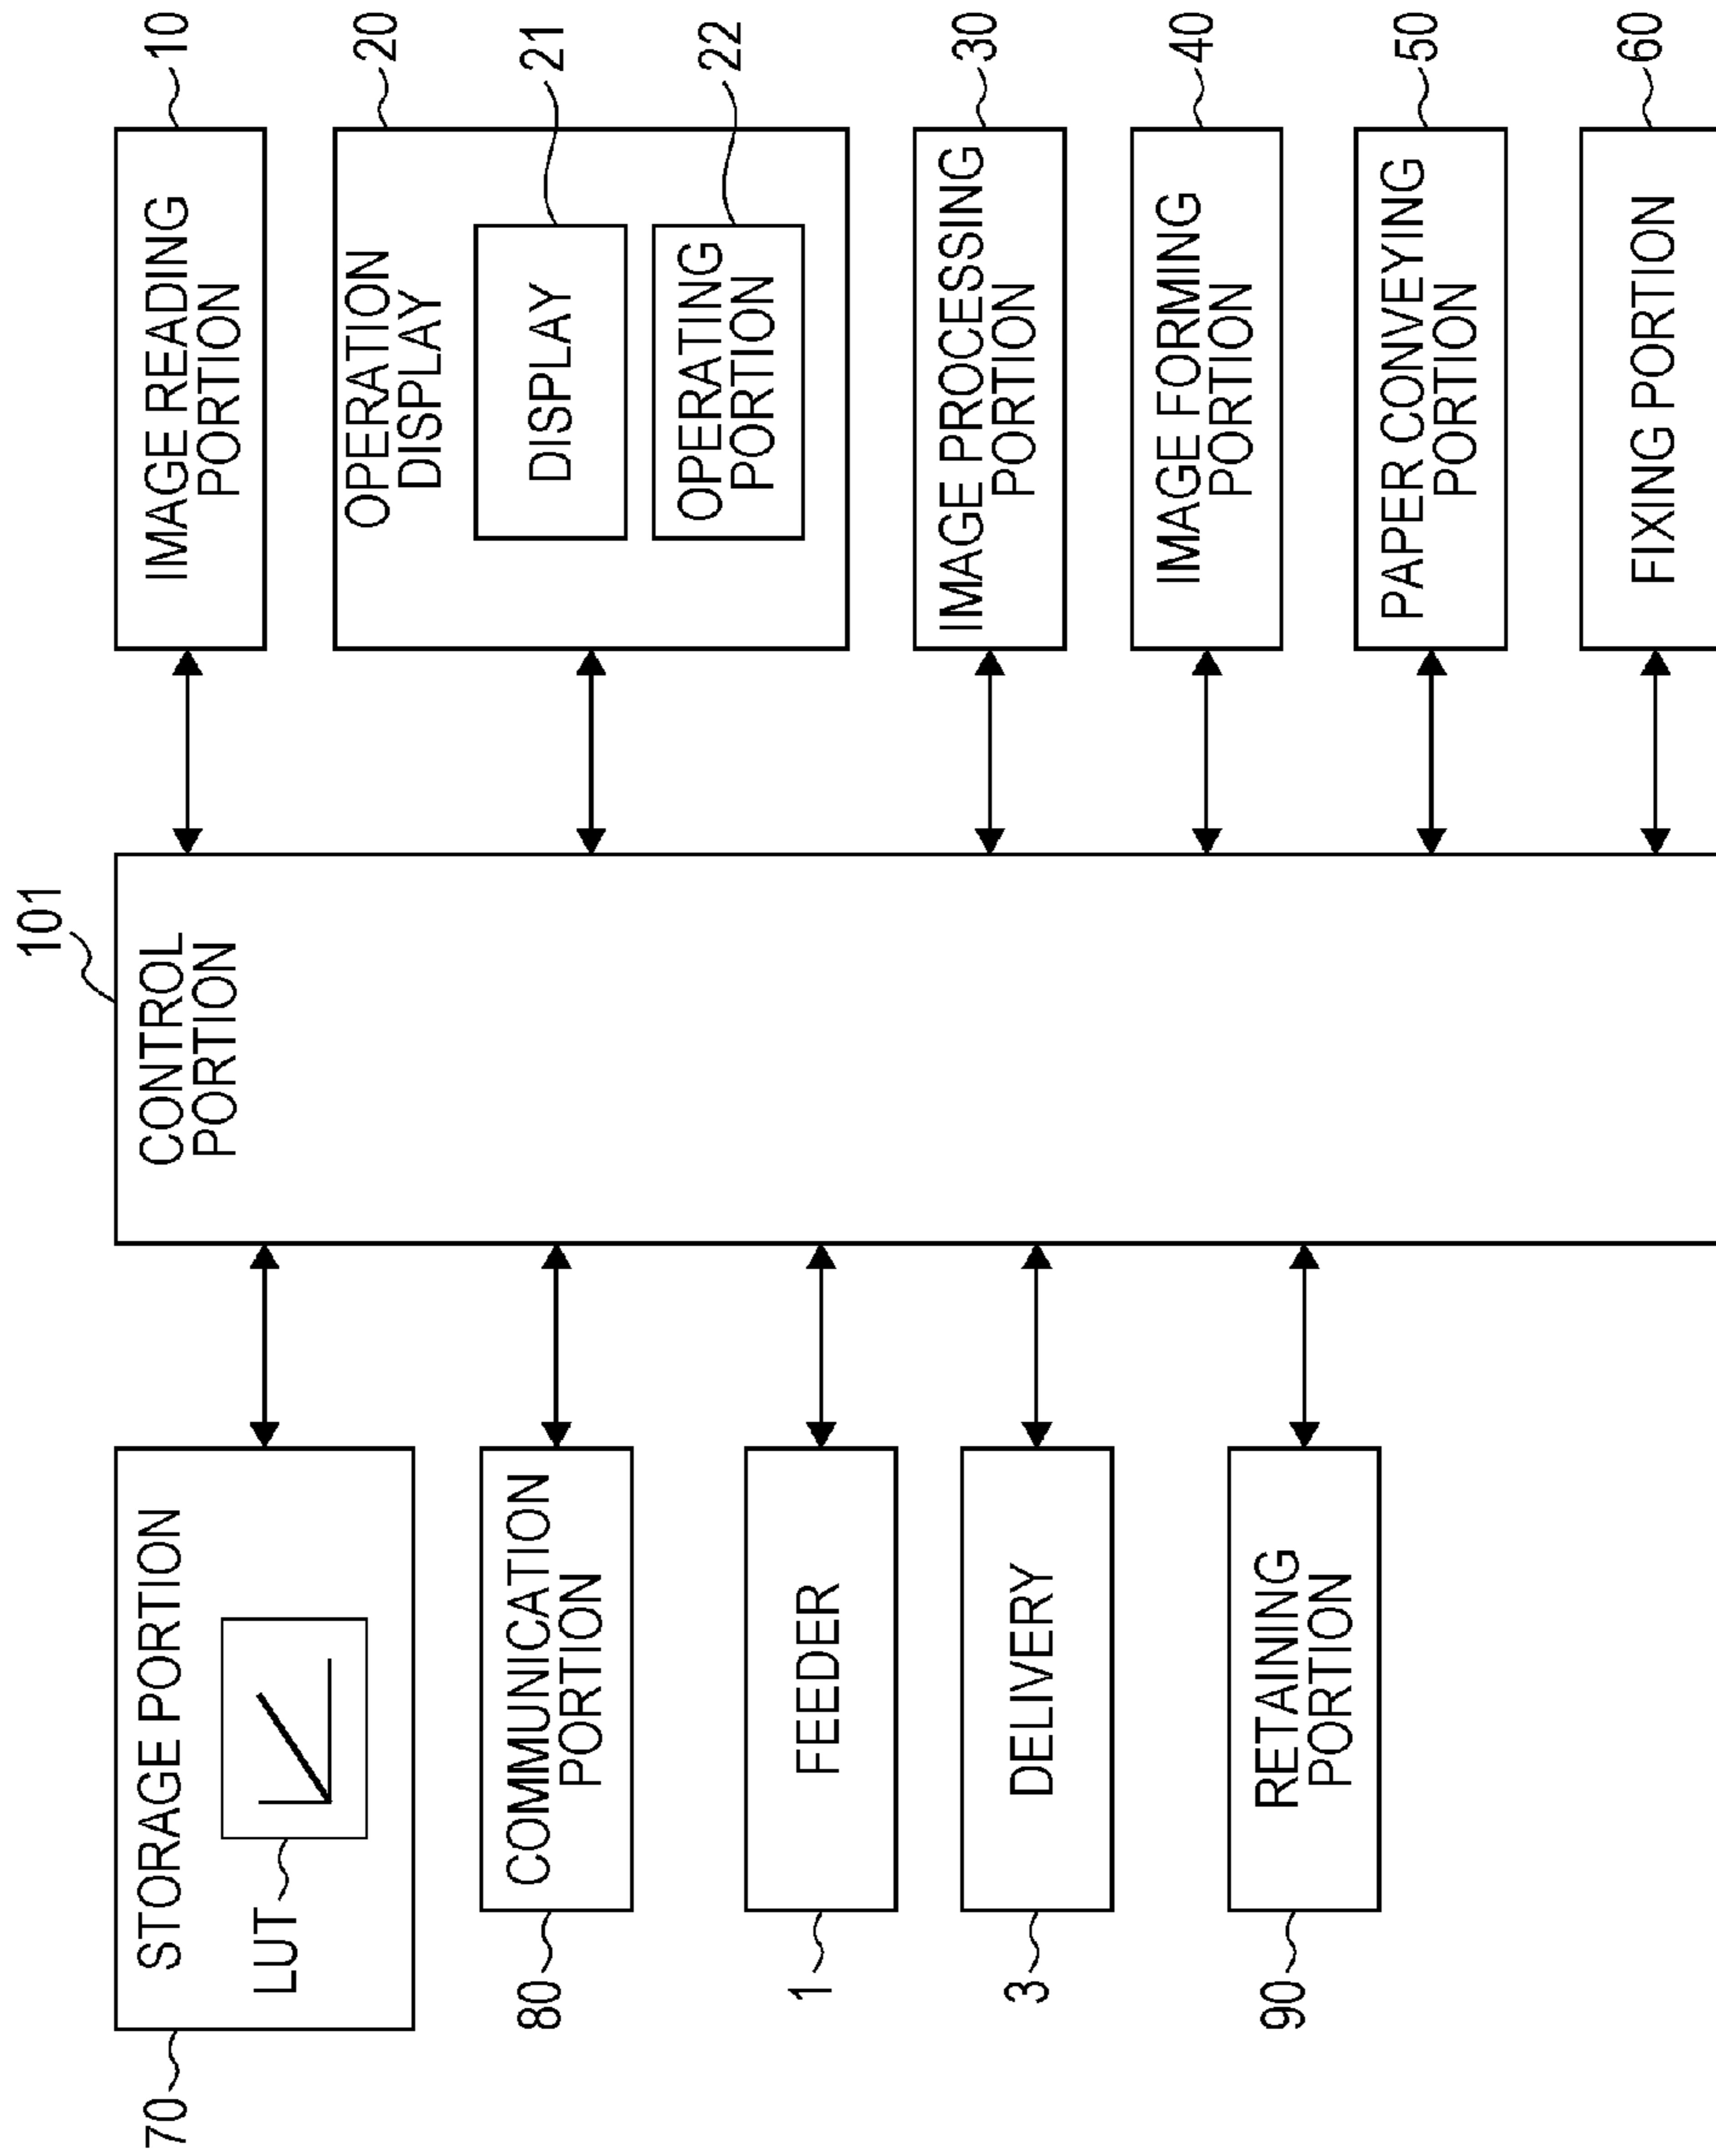 101
CONTROL
PORTION
70
STORAGE PORTION
LUT
80
COMMUNICATION
PORTION
1
FEEDER
3
DELIVERY
90
RETAINING
PORTION
IMAGE READING
PORTION
10
OPERATION
DISPLAY
20
DISPLAY
21
OPERATING
PORTION
22
IMAGE PROCESSING
PORTION
30
IMAGE FORMING
PORTION
40
PAPER CONVEYING
PORTION
50
FIXING PORTION
60